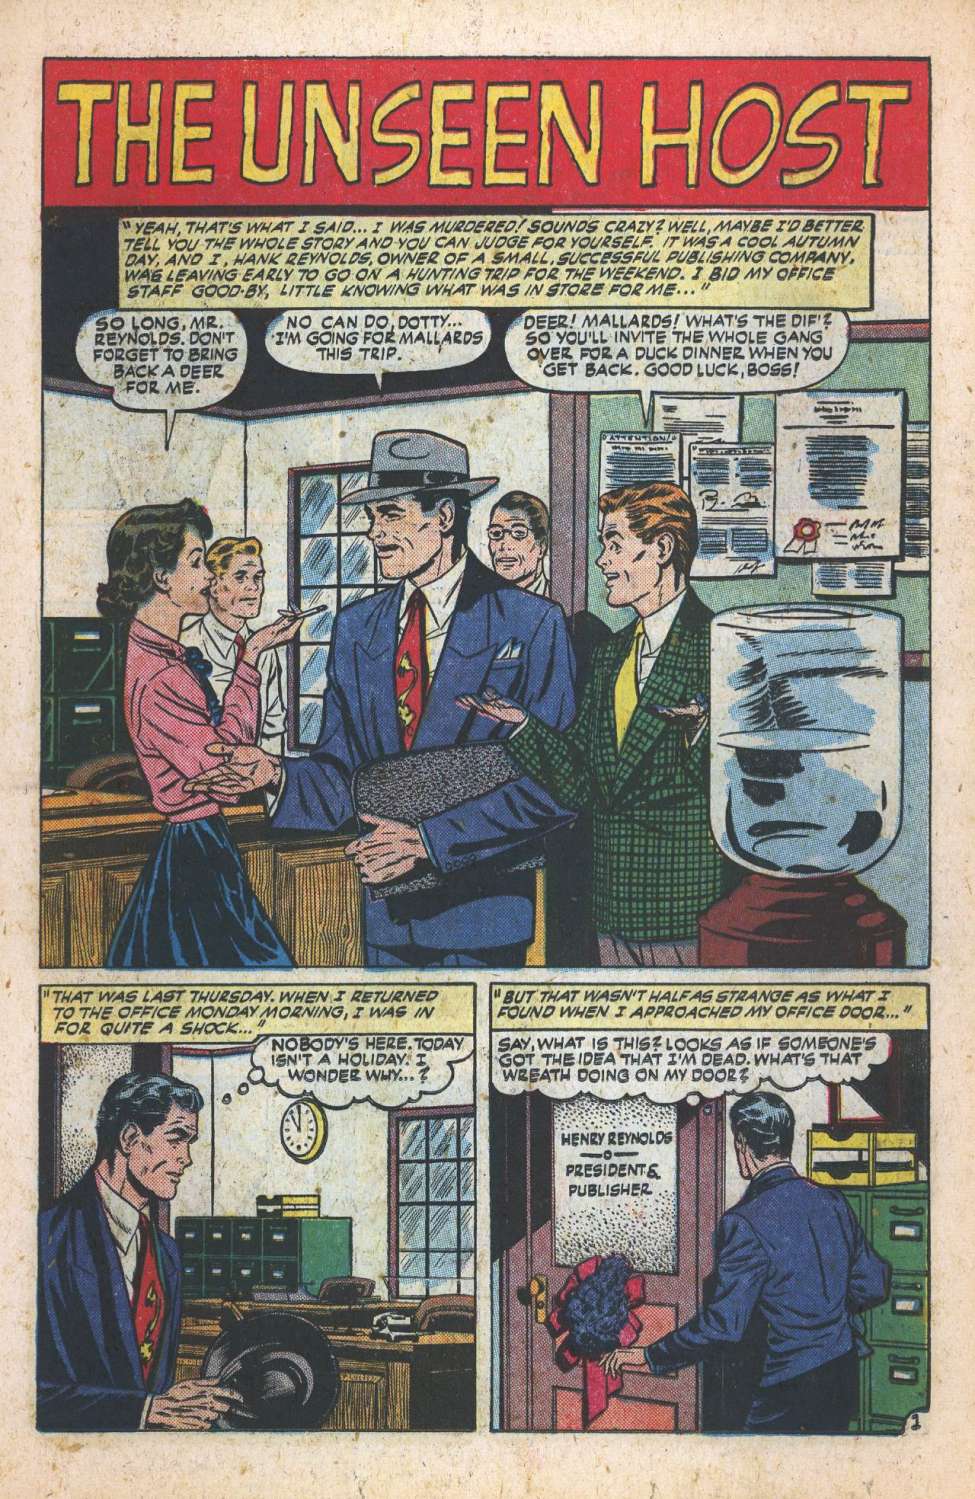 THE UNSEEN HOST
"YEAH, THAT'S WHAT I SAID... I WAS MURDERED! SOUNDS CRAZY? WELL, MAYBE I'D BETTER
TELL YOU THE WHOLE STORY AND YOU CAN JUDGE FOR YOURSELF. IT WAS A COOL AUTUMN
DAY, AND I, HANK REYNOLDS, OWNER OF A SMALL, SUCCESSFUL PUBLISHING COMPANY,
WAS LEAVING EARLY TO GO ON A HUNTING TRIP FOR THE WEEKEND. I BID MY OFFICE
STAFF GOOD-BY, LITTLE KNOWING WHAT WAS IN STORE FOR ME..."
SO LONG, MR.
REYNOLDS. DON'T
FORGET TO BRING
BACK A DEER
FOR ME.
NO CAN DO, DOTTY...
I'M GOING FOR MALLARDS
THIS TRIP.
DEER! MALLARDS! WHAT'S THE DIF'?
SO YOU'LL INVITE THE WHOLE GANG
OVER FOR A DUCK DINNER WHEN YOU
GET BACK. GOOD LUCK, BOSS!
ATTENTION!
"THAT WAS LAST THURSDAY. WHEN I RETURNED
TO THE OFFICE MONDAY MORNING, I WAS IN
FOR QUITE A SHOCK..."
NOBODY'S HERE. TODAY
ISN'T A HOLIDAY. I
WONDER WHY...?
"BUT THAT WASN'T HALF AS STRANGE AS WHAT I
FOUND WHEN I APPROACHED MY OFFICE DOOR..."
SAY, WHAT IS THIS? LOOKS AS IF SOMEONE'S
GOT THE IDEA THAT I'M DEAD. WHAT'S THAT
WREATH DOING ON MY DOOR?
HENRY REYNOLDS
PRESIDENT &
PUBLISHER
1